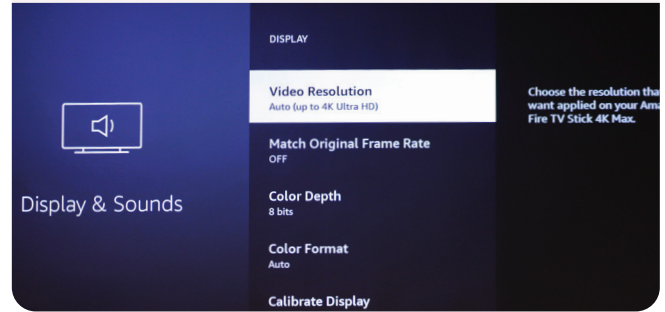 Display & Sounds
DISPLAY
Video Resolution
Auto (up to 4K Ultra HD)
Match Original Frame Rate
OFF
Color Depth
8 bits
Color Format
Auto
Calibrate Display
Choose the resolution tha
want applied on your Ama
Fire TV Stick 4K Max.